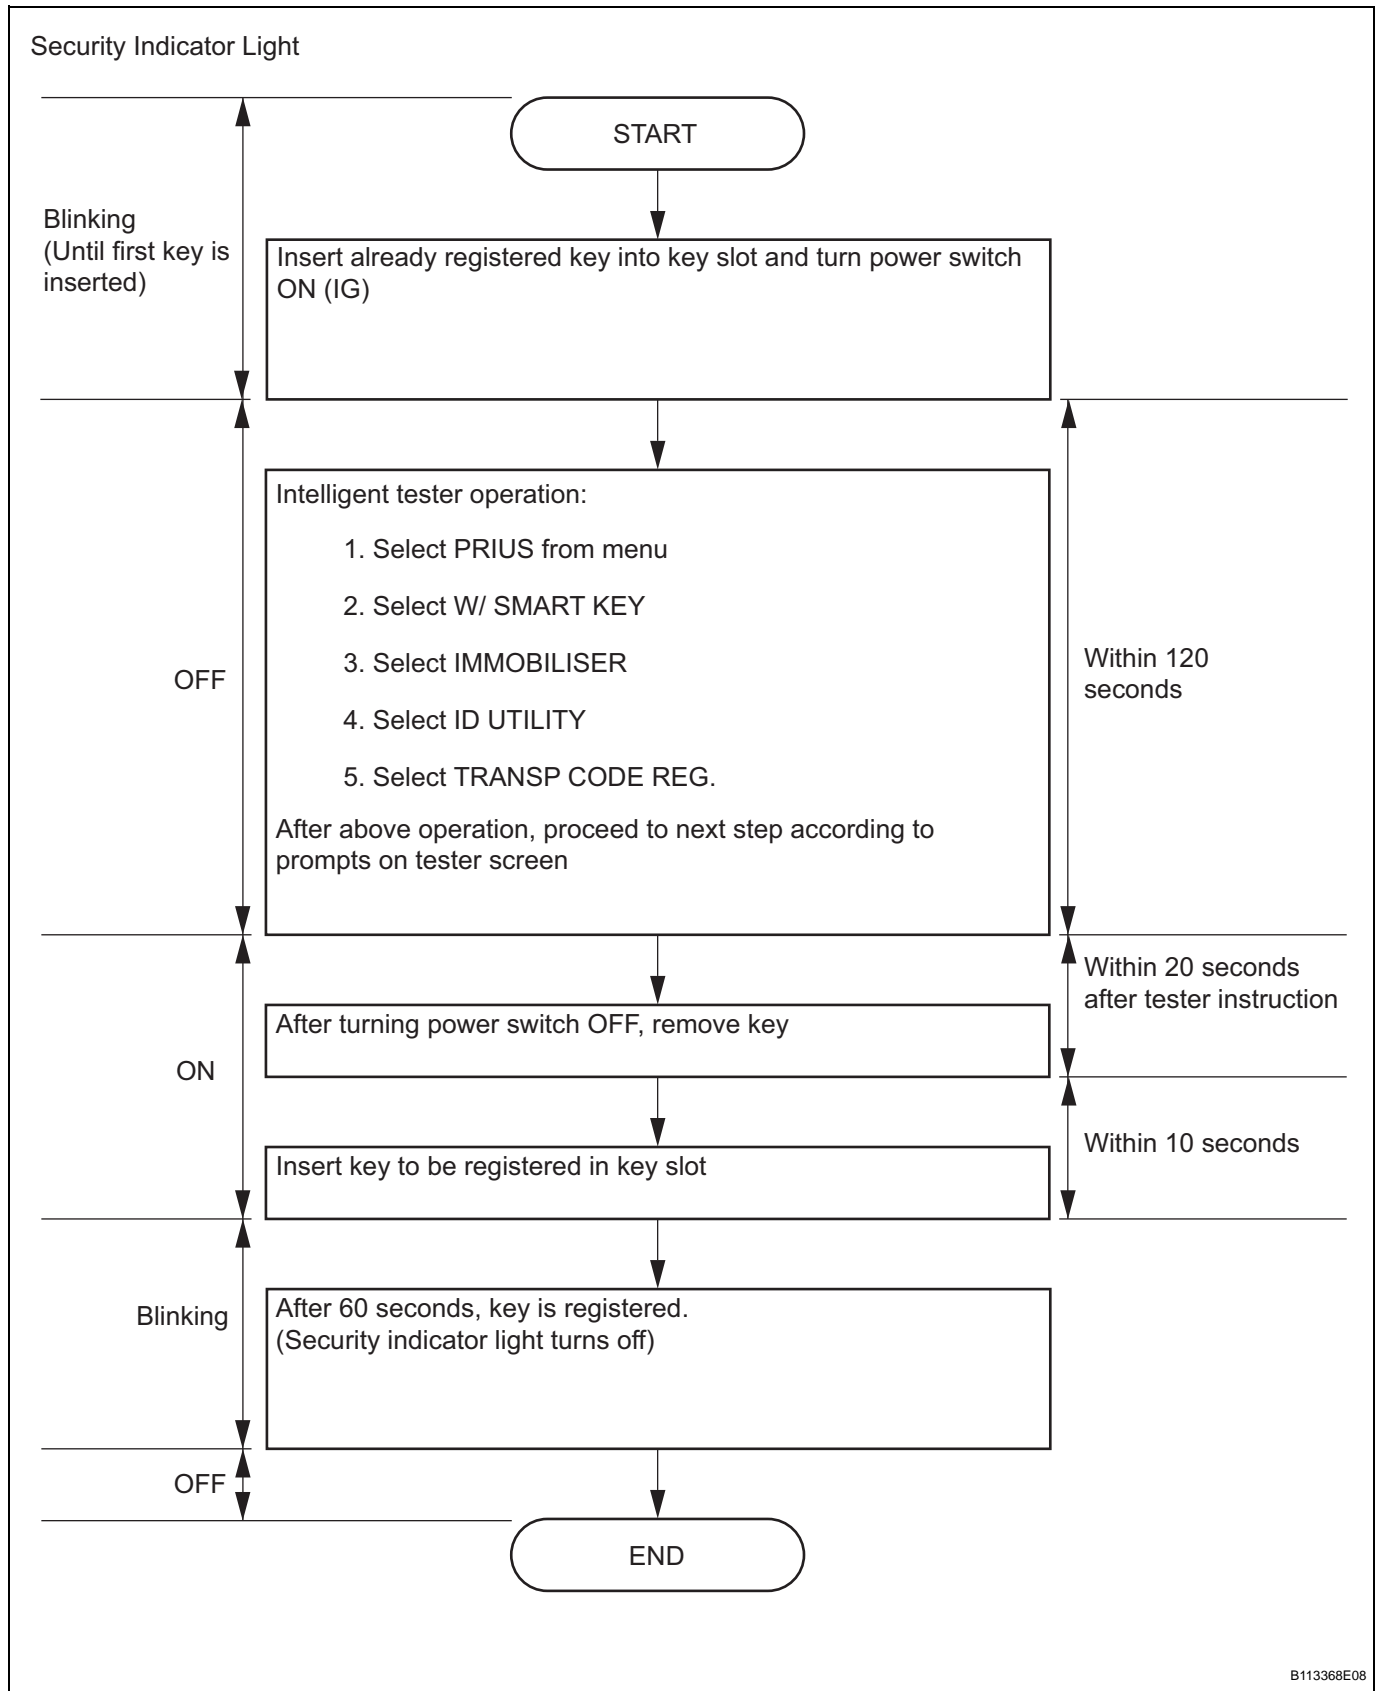 Security Indicator Light
START
Blinking
(Until first key is
inserted)
Insert already registered key into key slot and turn power switch
ON (IG)
OFF
Intelligent tester operation:
1. Select PRIUS from menu
2. Select W/ SMART KEY
3. Select IMMOBILISER
4. Select ID UTILITY
5. Select TRANSP CODE REG.
After above operation, proceed to next step according to
prompts on tester screen
Within 120
seconds
ON
After turning power switch OFF, remove key
Within 20 seconds
after tester instruction
Insert key to be registered in key slot
Within 10 seconds
Blinking
After 60 seconds, key is registered.
(Security indicator light turns off)
OFF
END
B113368E08